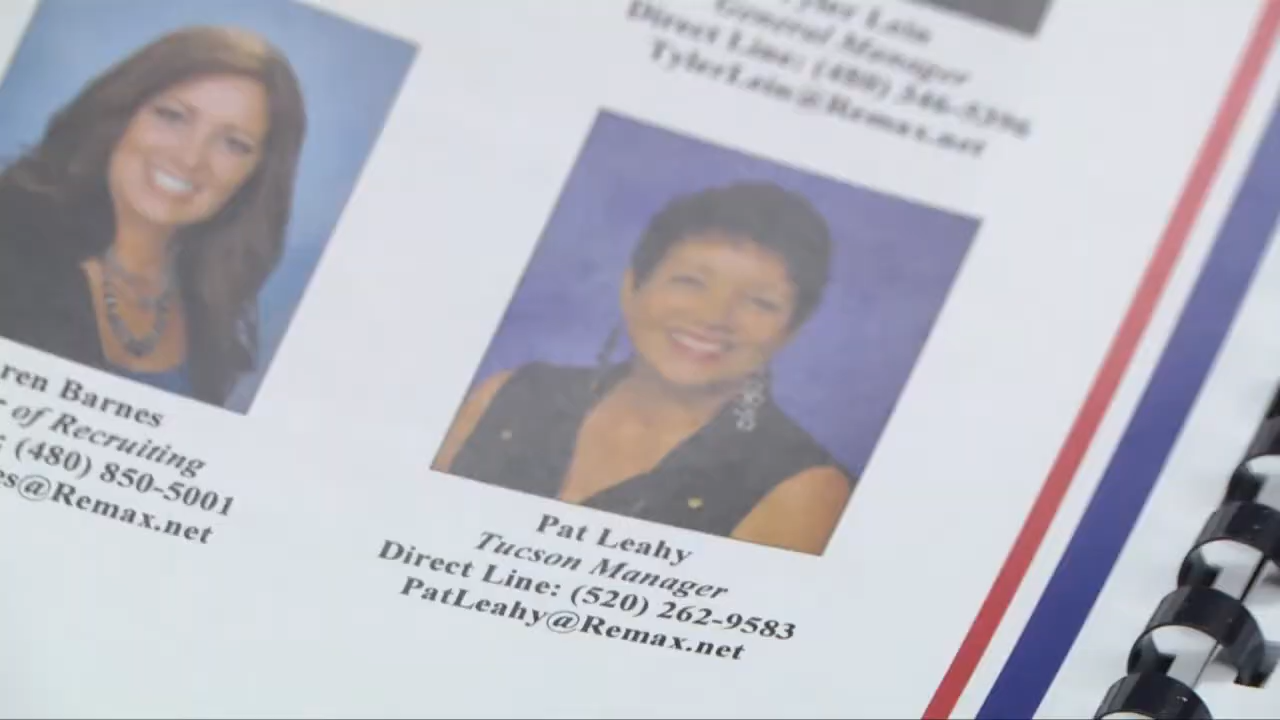 General Manager
Direct Line: (480) 346-5396
TylerLain@Remax.net
ren Barnes
of Recruiting
: (480) 850-5001
es@Remax.net
Pat Leahy
Tucson Manager
Direct Line: (520) 262-9583
PatLeahy@Remax.net